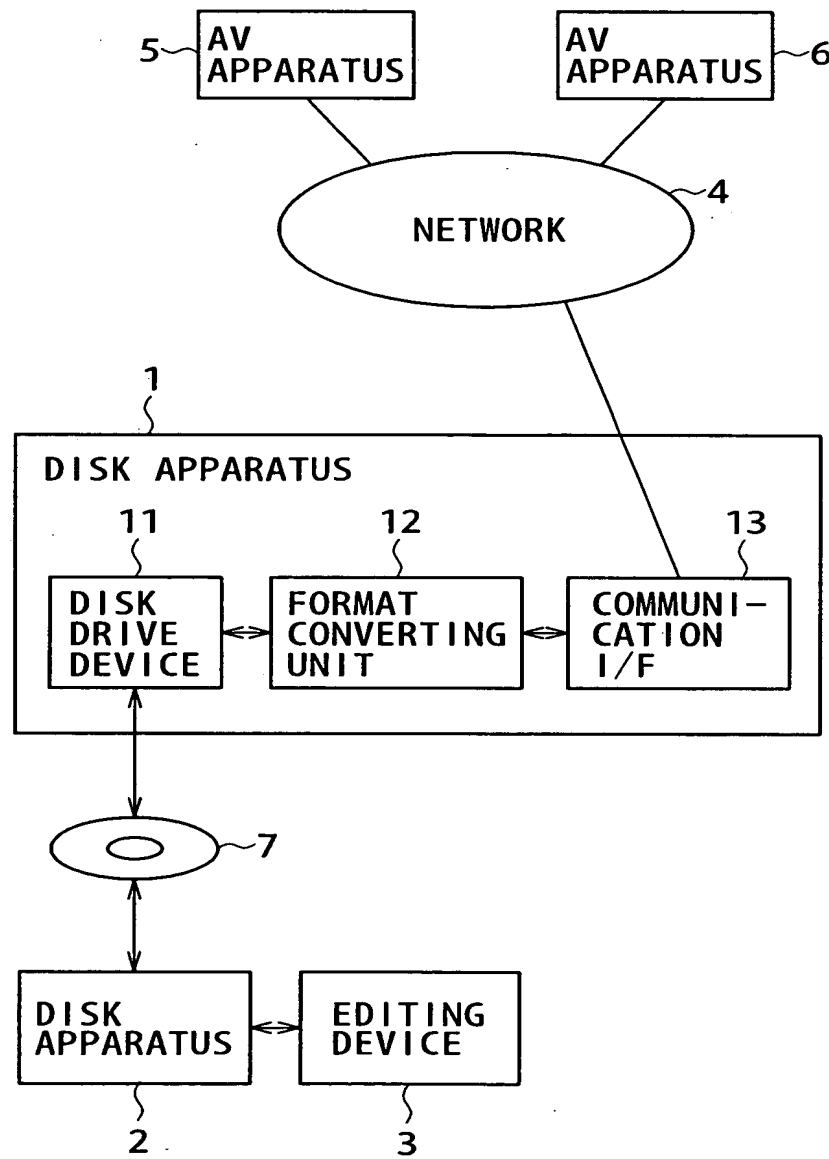 5
AV
APPARATUS
AV
APPARATUS
6
4
NETWORK
1
DISK APPARATUS
11
12
13
DISK
DRIVE
DEVICE
FORMAT
CONVERTING
UNIT
COMMUNI-
CATION
I/F
7
DISK
APPARATUS
EDITING
DEVICE
2
3